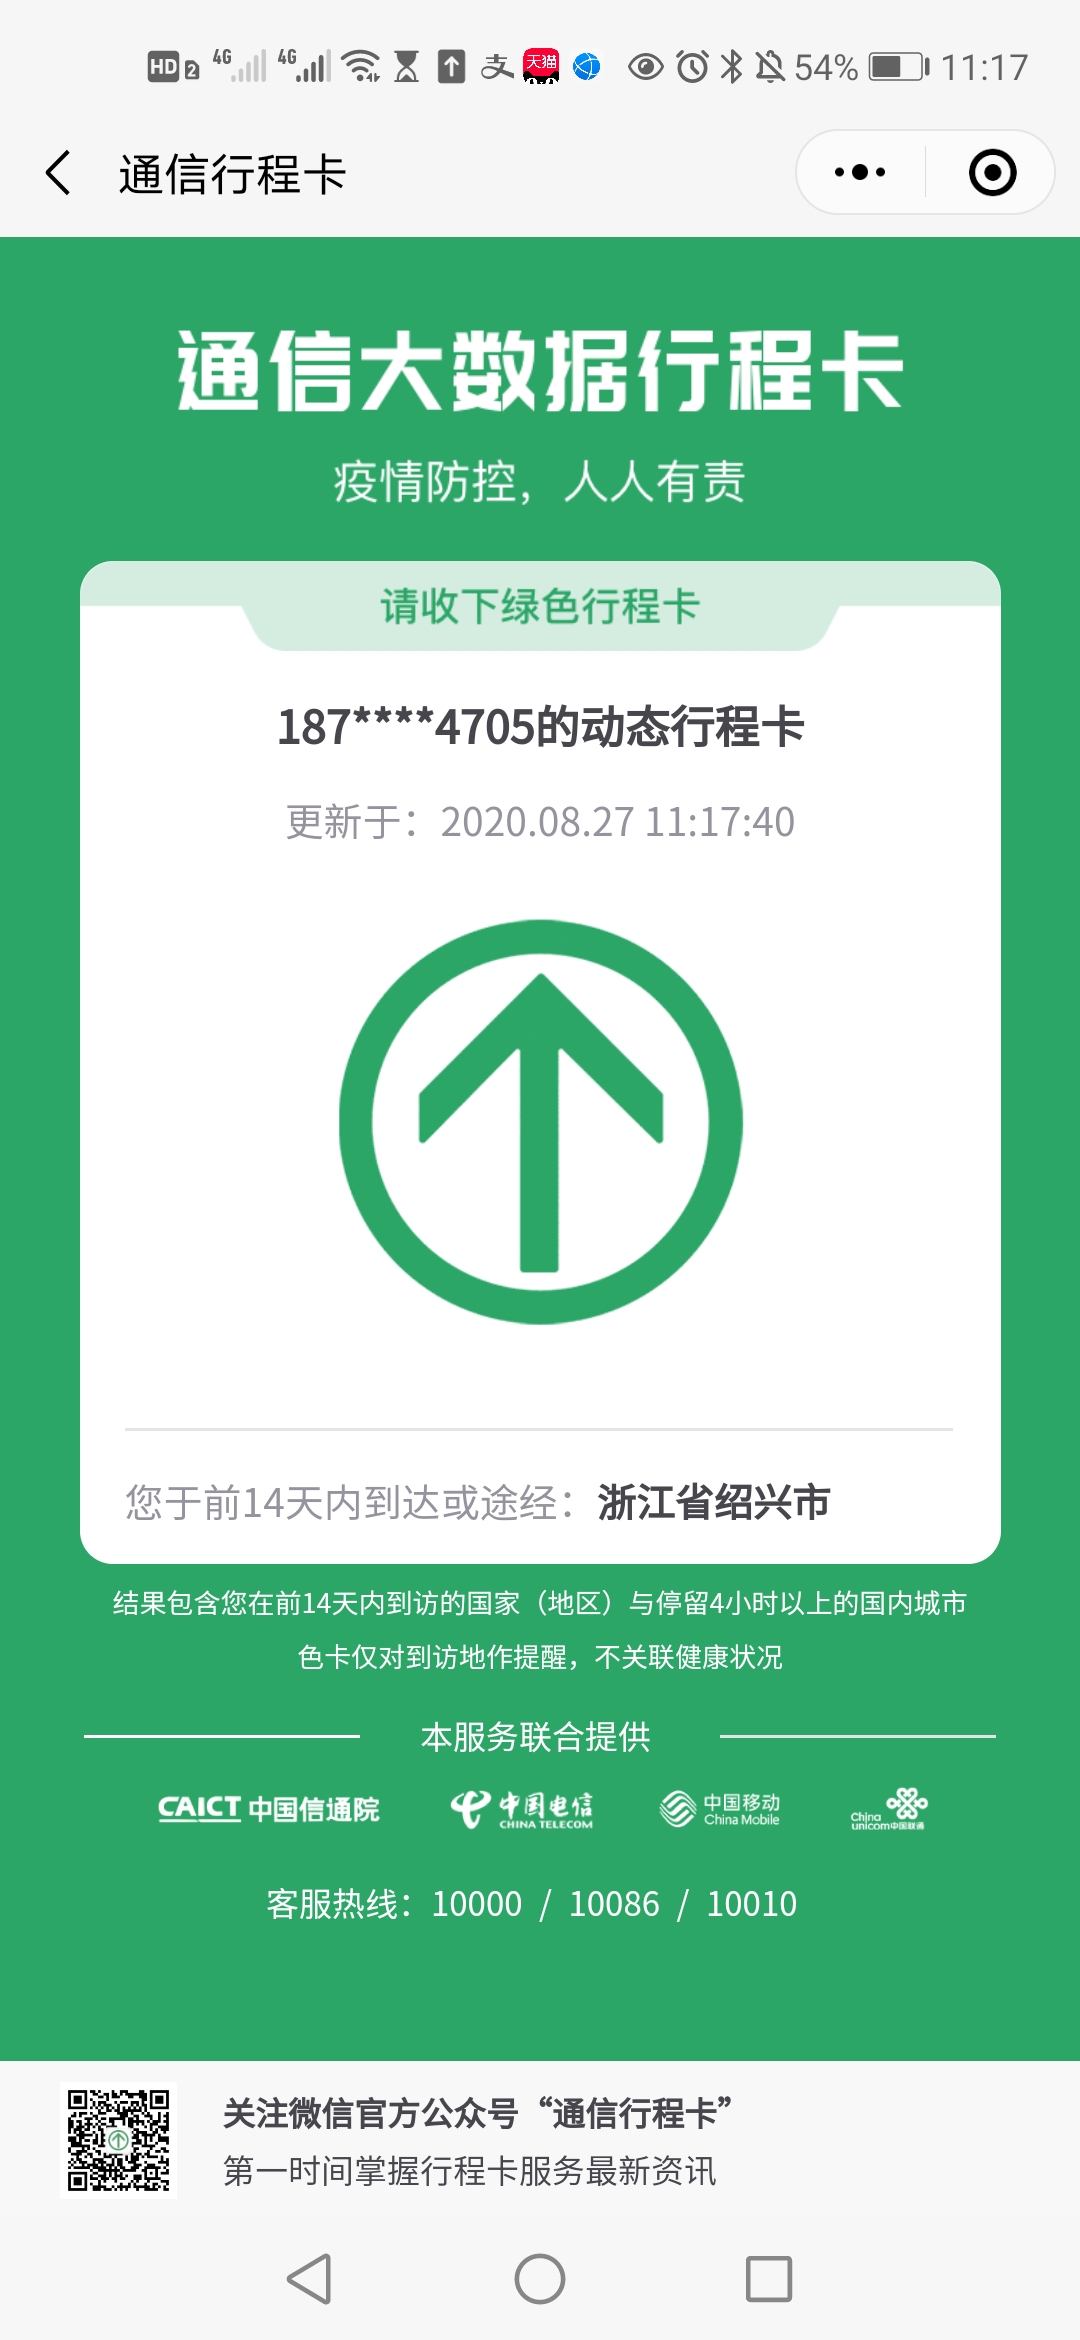 HD 2 4G 4G 支 天猫 54% 11:17
通信行程卡
通信大数据行程卡
疫情防控，人人有责
请收下绿色行程卡
187****4705的动态行程卡
更新于：2020.08.27 11:17:40
您于前14天内到达或途经：浙江省绍兴市
结果包含您在前14天内到访的国家（地区）与停留4小时以上的国内城市
色卡仅对到访地作提醒，不关联健康状况
本服务联合提供
CAICT 中国信通院
中国电信
CHINA TELECOM
中国移动
China Mobile
China
unicom中国联通
客服热线：10000 / 10086 / 10010
关注微信官方公众号“通信行程卡”
第一时间掌握行程卡服务最新资讯